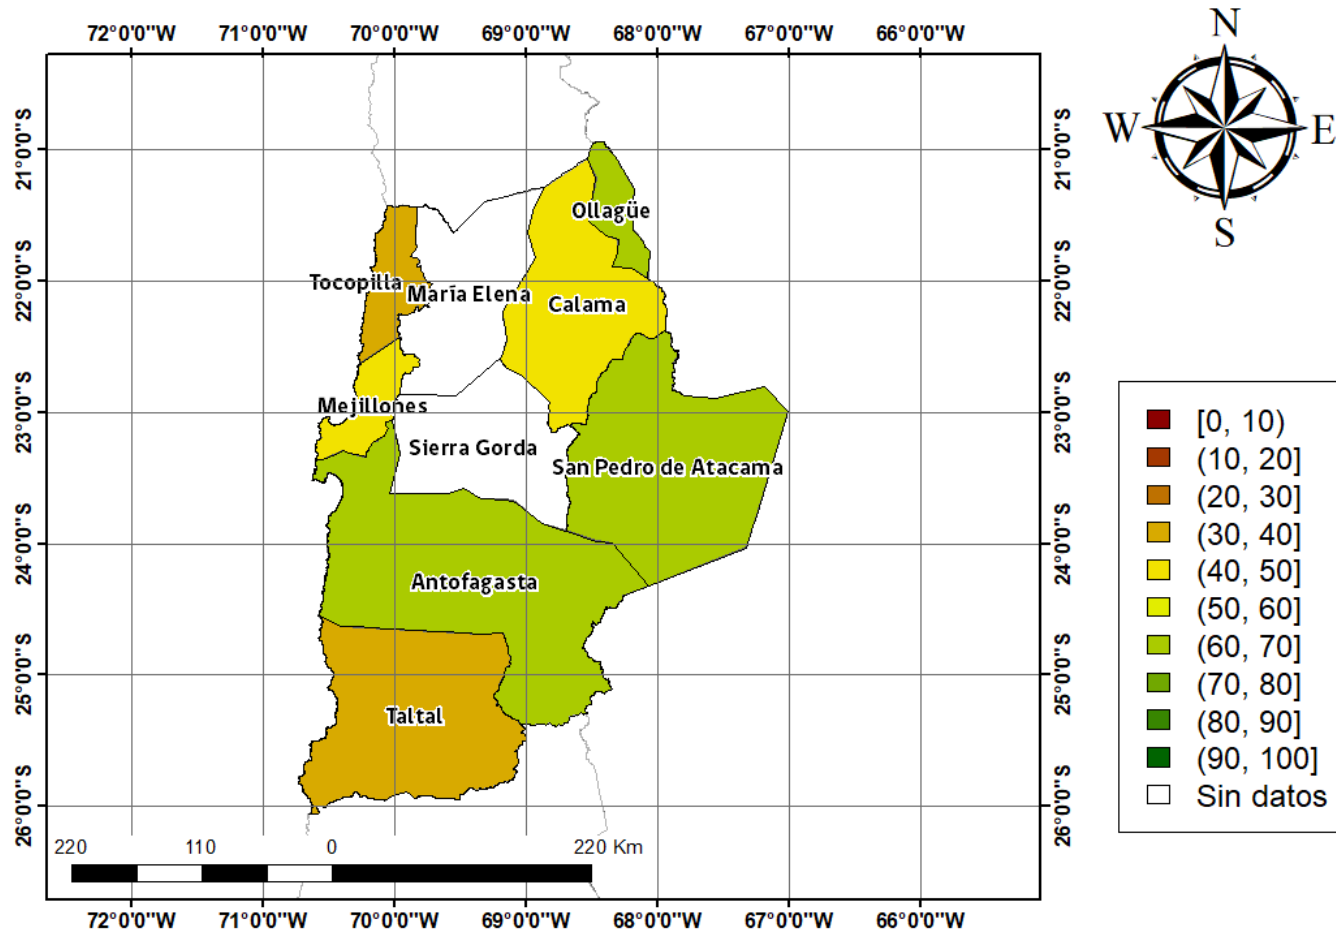 72°0'0"W 71°0'0"W 70°0'0"W 69°0'0"W 68°0'0"W 67°0'0"W 66°0'0"W
N
W E
S
21°0'0"S 21°0'0"S
Ollagüe
Tocopilla
María Elena
22°0'0"S 22°0'0"S
Calama
Mejillones
23°0'0"S 23°0'0"S
Sierra Gorda
San Pedro de Atacama
24°0'0"S 24°0'0"S
Antofagasta
25°0'0"S 25°0'0"S
Taltal
26°0'0"S 26°0'0"S
220 110 0 220 Km
72°0'0"W 71°0'0"W 70°0'0"W 69°0'0"W 68°0'0"W 67°0'0"W 66°0'0"W
[0, 10)
(10, 20]
(20, 30]
(30, 40]
(40, 50]
(50, 60]
(60, 70]
(70, 80]
(80, 90]
(90, 100]
Sin datos